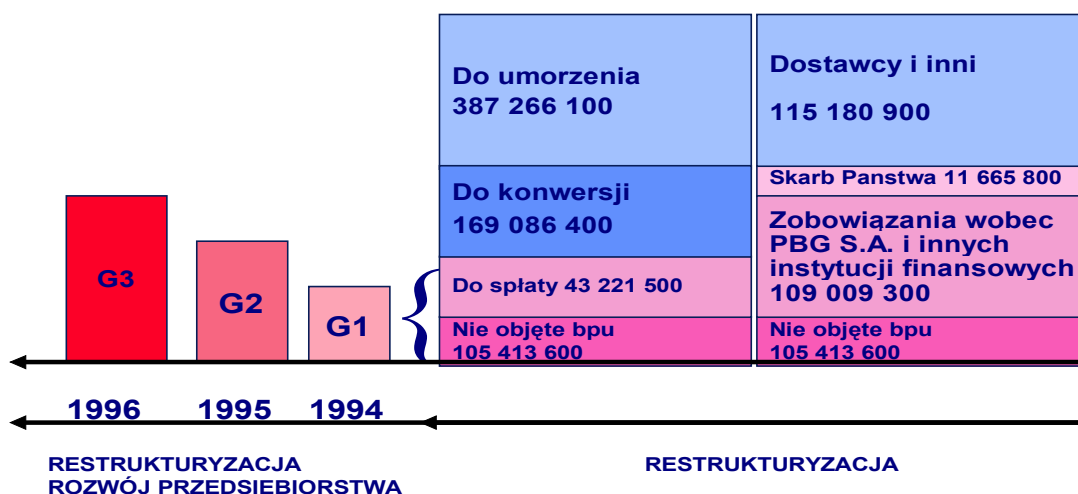 Do umorzenia
387 266 100
Dostawcy i inni
115 180 900
Do konwersji
169 086 400
Skarb Panstwa 11 665 800
Zobowiązania wobec
PBG S.A. i innych
instytucji finansowych
109 009 300
G3
G2
G1
{
Do spłaty 43 221 500
Nie objęte bpu
105 413 600
Nie objęte bpu
105 413 600
1996
1995
1994
RESTRUKTURYZACJA
ROZWÓJ PRZEDSIEBIORSTWA
RESTRUKTURYZACJA